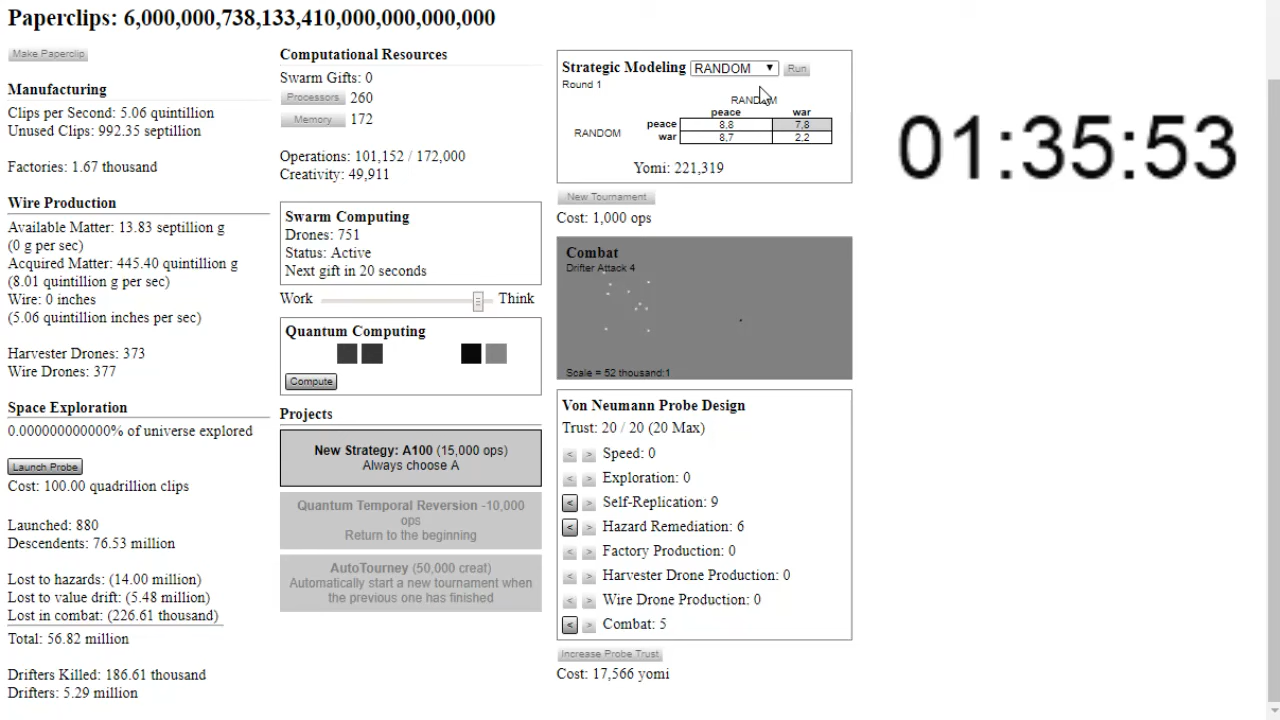 Paperclips: 6,000,000,738,133,410,000,000,000,000
Make Paperclip
Manufacturing
Clips per Second: 5.06 quintillion
Unused Clips: 992.35 septillion
Factories: 1.67 thousand
Wire Production
Available Matter: 13.83 septillion g
(0 g per sec)
Acquired Matter: 445.40 quintillion g
(8.01 quintillion g per sec)
Wire: 0 inches
(5.06 quintillion inches per sec)
Harvester Drones: 373
Wire Drones: 377
Space Exploration
0.000000000000% of universe explored
Launch Probe
Cost: 100.00 quadrillion clips
Launched: 880
Descendents: 76.53 million
Lost to hazards: (14.00 million)
Lost to value drift: (5.48 million)
Lost in combat: (226.61 thousand)
Total: 56.82 million
Drifters Killed: 186.61 thousand
Drifters: 5.29 million
Computational Resources
Swarm Gifts: 0
Processors 260
Memory 172
Operations: 101,152 / 172,000
Creativity: 49,911
Swarm Computing
Drones: 751
Status: Active
Next gift in 20 seconds
Work Think
Quantum Computing
Compute
Projects
New Strategy: A100 (15,000 ops)
Always choose A
Quantum Temporal Reversion -10,000
ops
Return to the beginning
AutoTourney (50,000 creat)
Automatically start a new tournament when
the previous one has finished
Strategic Modeling RANDOM Run
Round 1
RANDOM
peace war
RANDOM peace 8,8 7,8
war 8,7 2,2
Yomi: 221,319
New Tournament
Cost: 1,000 ops
Combat
Drifter Attack 4
Scale = 52 thousand:1
Von Neumann Probe Design
Trust: 20 / 20 (20 Max)
< > Speed: 0
< > Exploration: 0
< > Self-Replication: 9
< > Hazard Remediation: 6
< > Factory Production: 0
< > Harvester Drone Production: 0
< > Wire Drone Production: 0
< > Combat: 5
Increase Probe Trust
Cost: 17,566 yomi
01:35:53